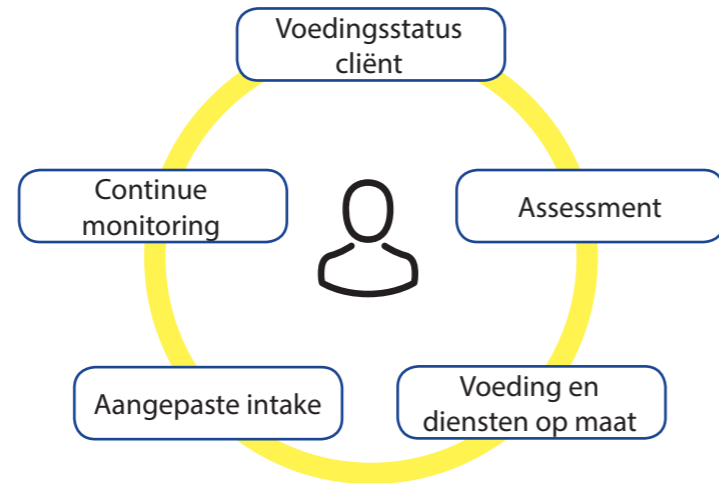 Voedingsstatus
cliënt
Assessment
Voeding en
diensten op maat
Aangepaste intake
Continue
monitoring